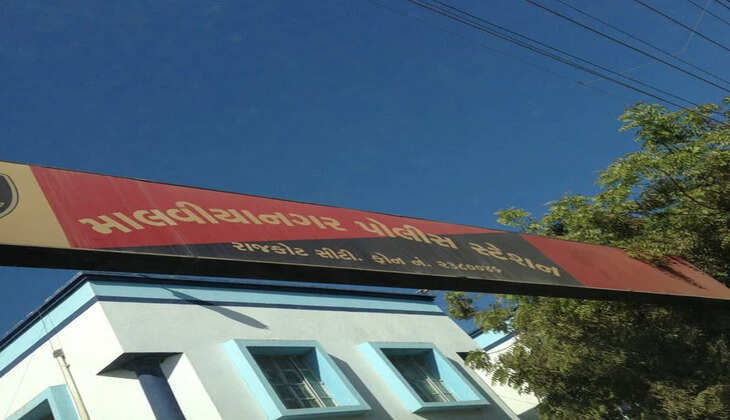 માલવીયાનગર પોલીસ સ્ટેશન
રાજકોટ સીટી. ફોન નં.